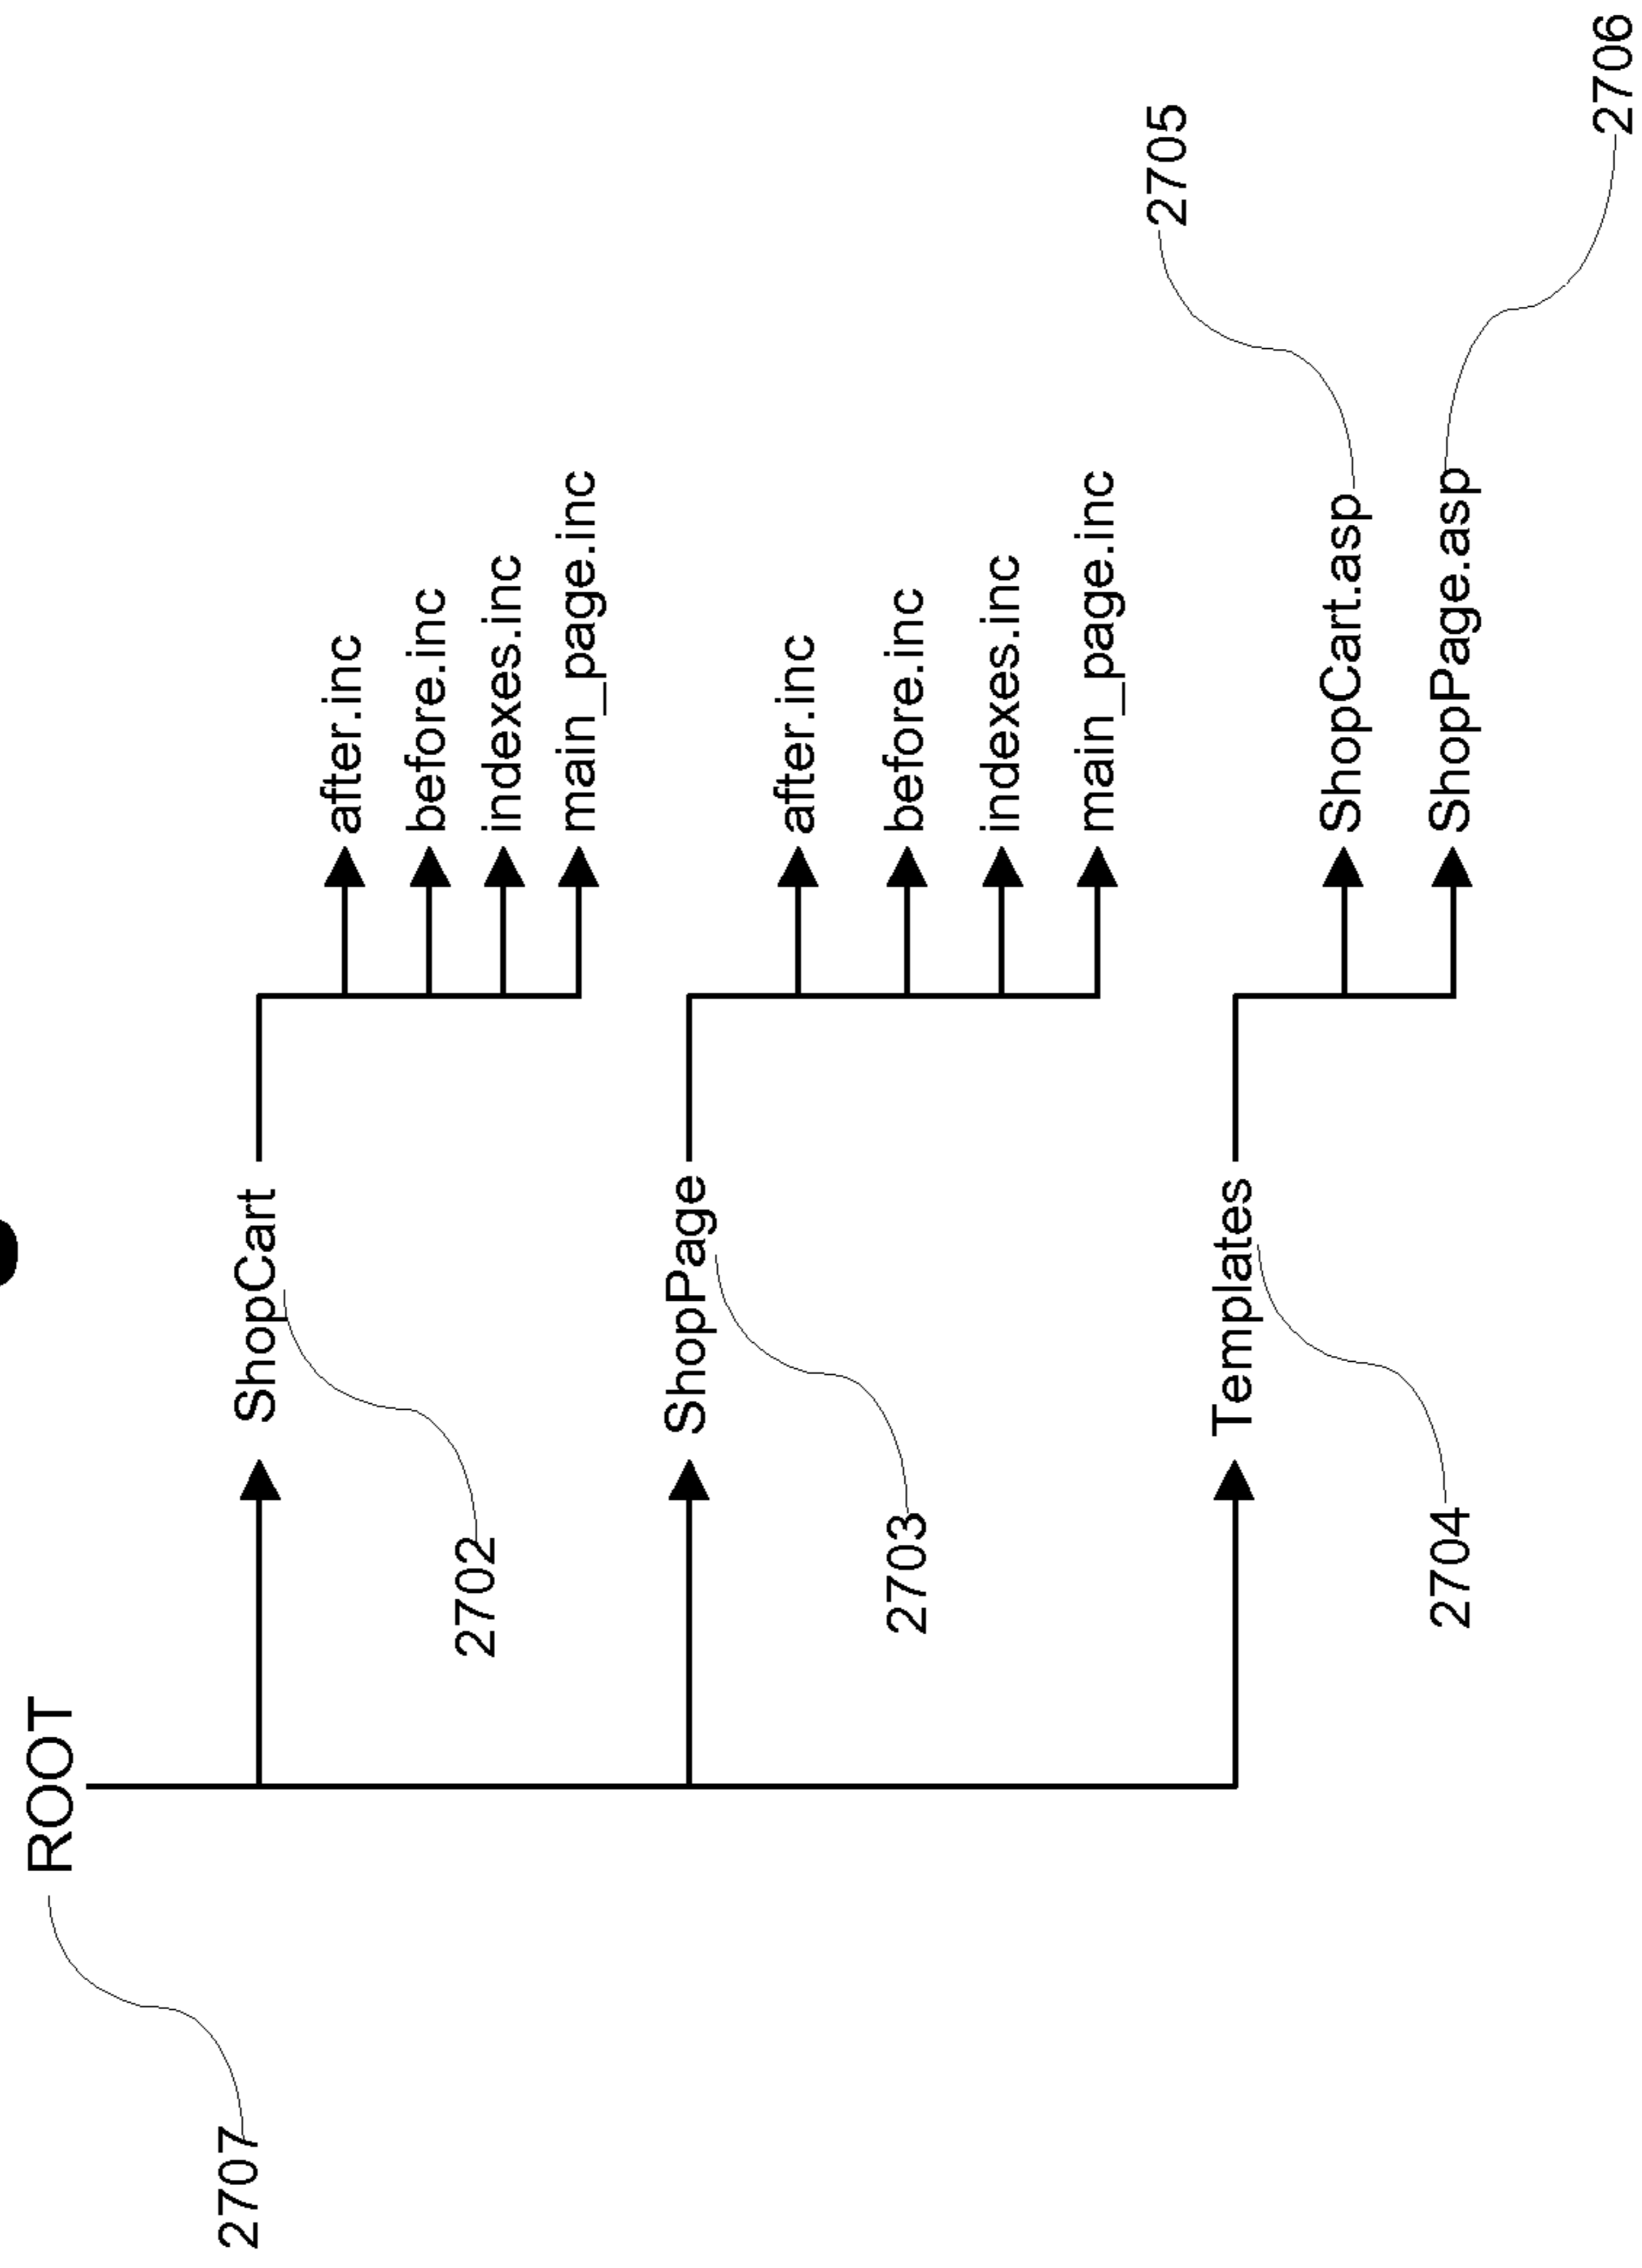 ROOT
2707
ShopCart
2702
after.inc
before.inc
indexes.inc
main_page.inc
ShopPage
2703
after.inc
before.inc
indexes.inc
main_page.inc
Templates
2704
ShopCart.asp
2705
ShopPage.asp
2706